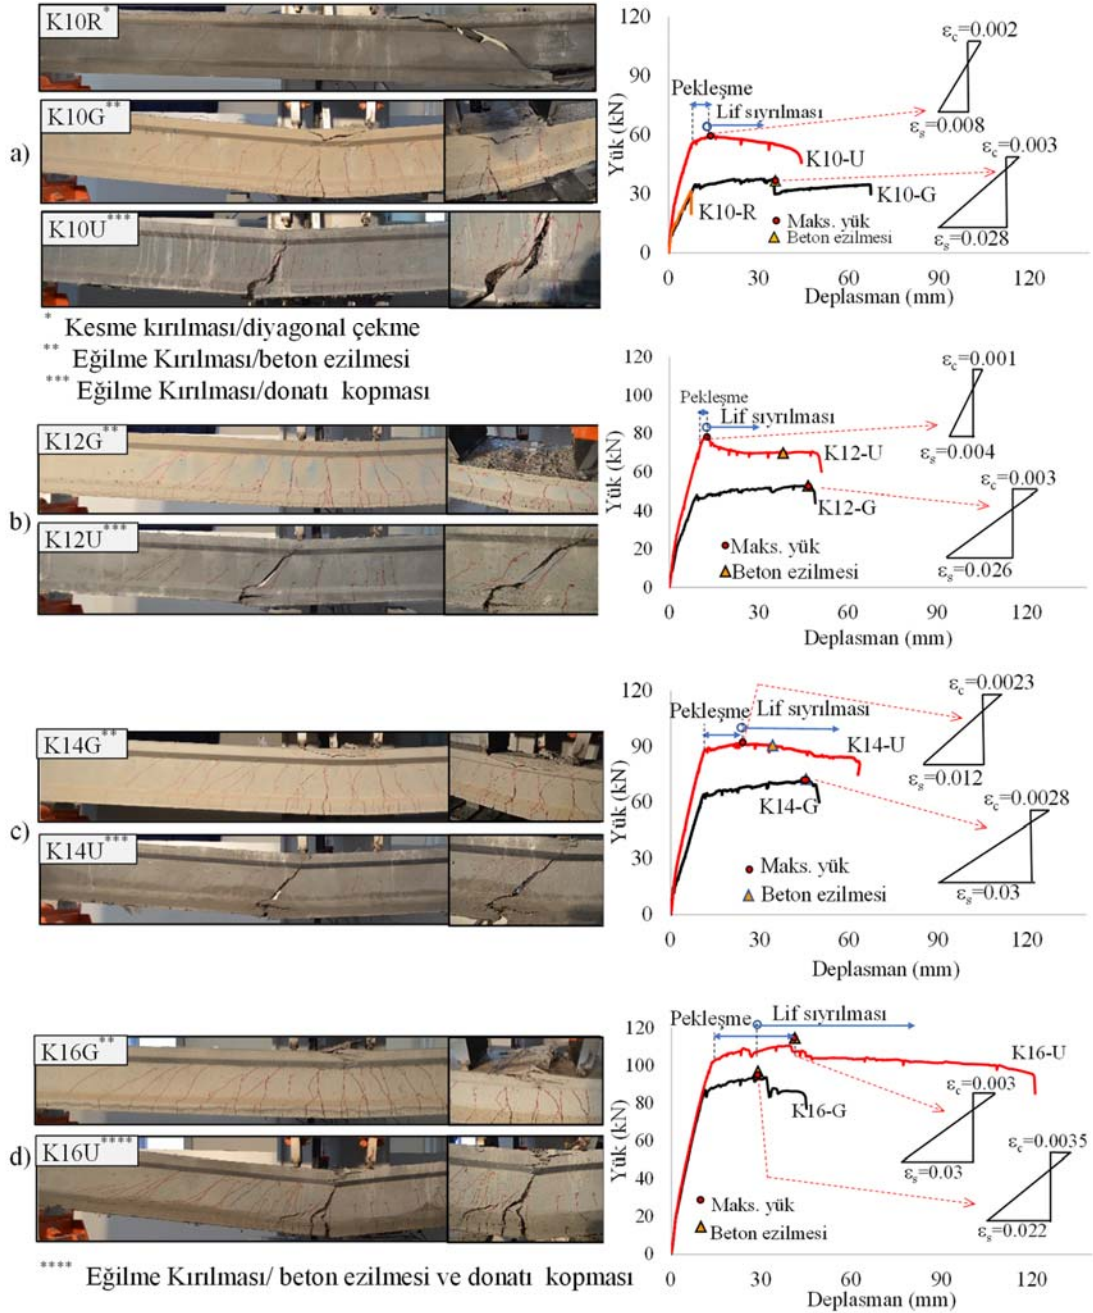 a)
K10R*
K10G**
K10U***
* Kesme kırılması/diyagonal çekme
** Eğilme Kırılması/beton ezilmesi
*** Eğilme Kırılması/donatı kopması
Yük (kN)
120
90
60
30
0
0 30 60 90 120
Deplasman (mm)
Pekleşme
Lif sıyrılması
K10-U
K10-G
K10-R
Maks. yük
Beton ezilmesi
εc=0.002
εs=0.008
εc=0.003
εs=0.028
b)
K12G**
K12U***
Yük (kN)
120
100
80
60
40
20
0
0 30 60 90 120
Deplasman (mm)
Pekleşme
Lif sıyrılması
K12-U
K12-G
Maks. yük
Beton ezilmesi
εc=0.001
εs=0.004
εc=0.003
εs=0.026
c)
K14G**
K14U***
Yük (kN)
120
90
60
30
0
0 30 60 90 120
Deplasman (mm)
Pekleşme
Lif sıyrılması
K14-U
K14-G
Maks. yük
Beton ezilmesi
εc=0.0023
εs=0.012
εc=0.0028
εs=0.03
d)
K16G**
K16U****
**** Eğilme Kırılması/ beton ezilmesi ve donatı kopması
Yük (kN)
120
100
80
60
40
20
0
0 30 60 90 120
Deplasman (mm)
Pekleşme
Lif sıyrılması
K16-U
K16-G
Maks. yük
Beton ezilmesi
εc=0.003
εs=0.03
εc=0.0035
εs=0.022